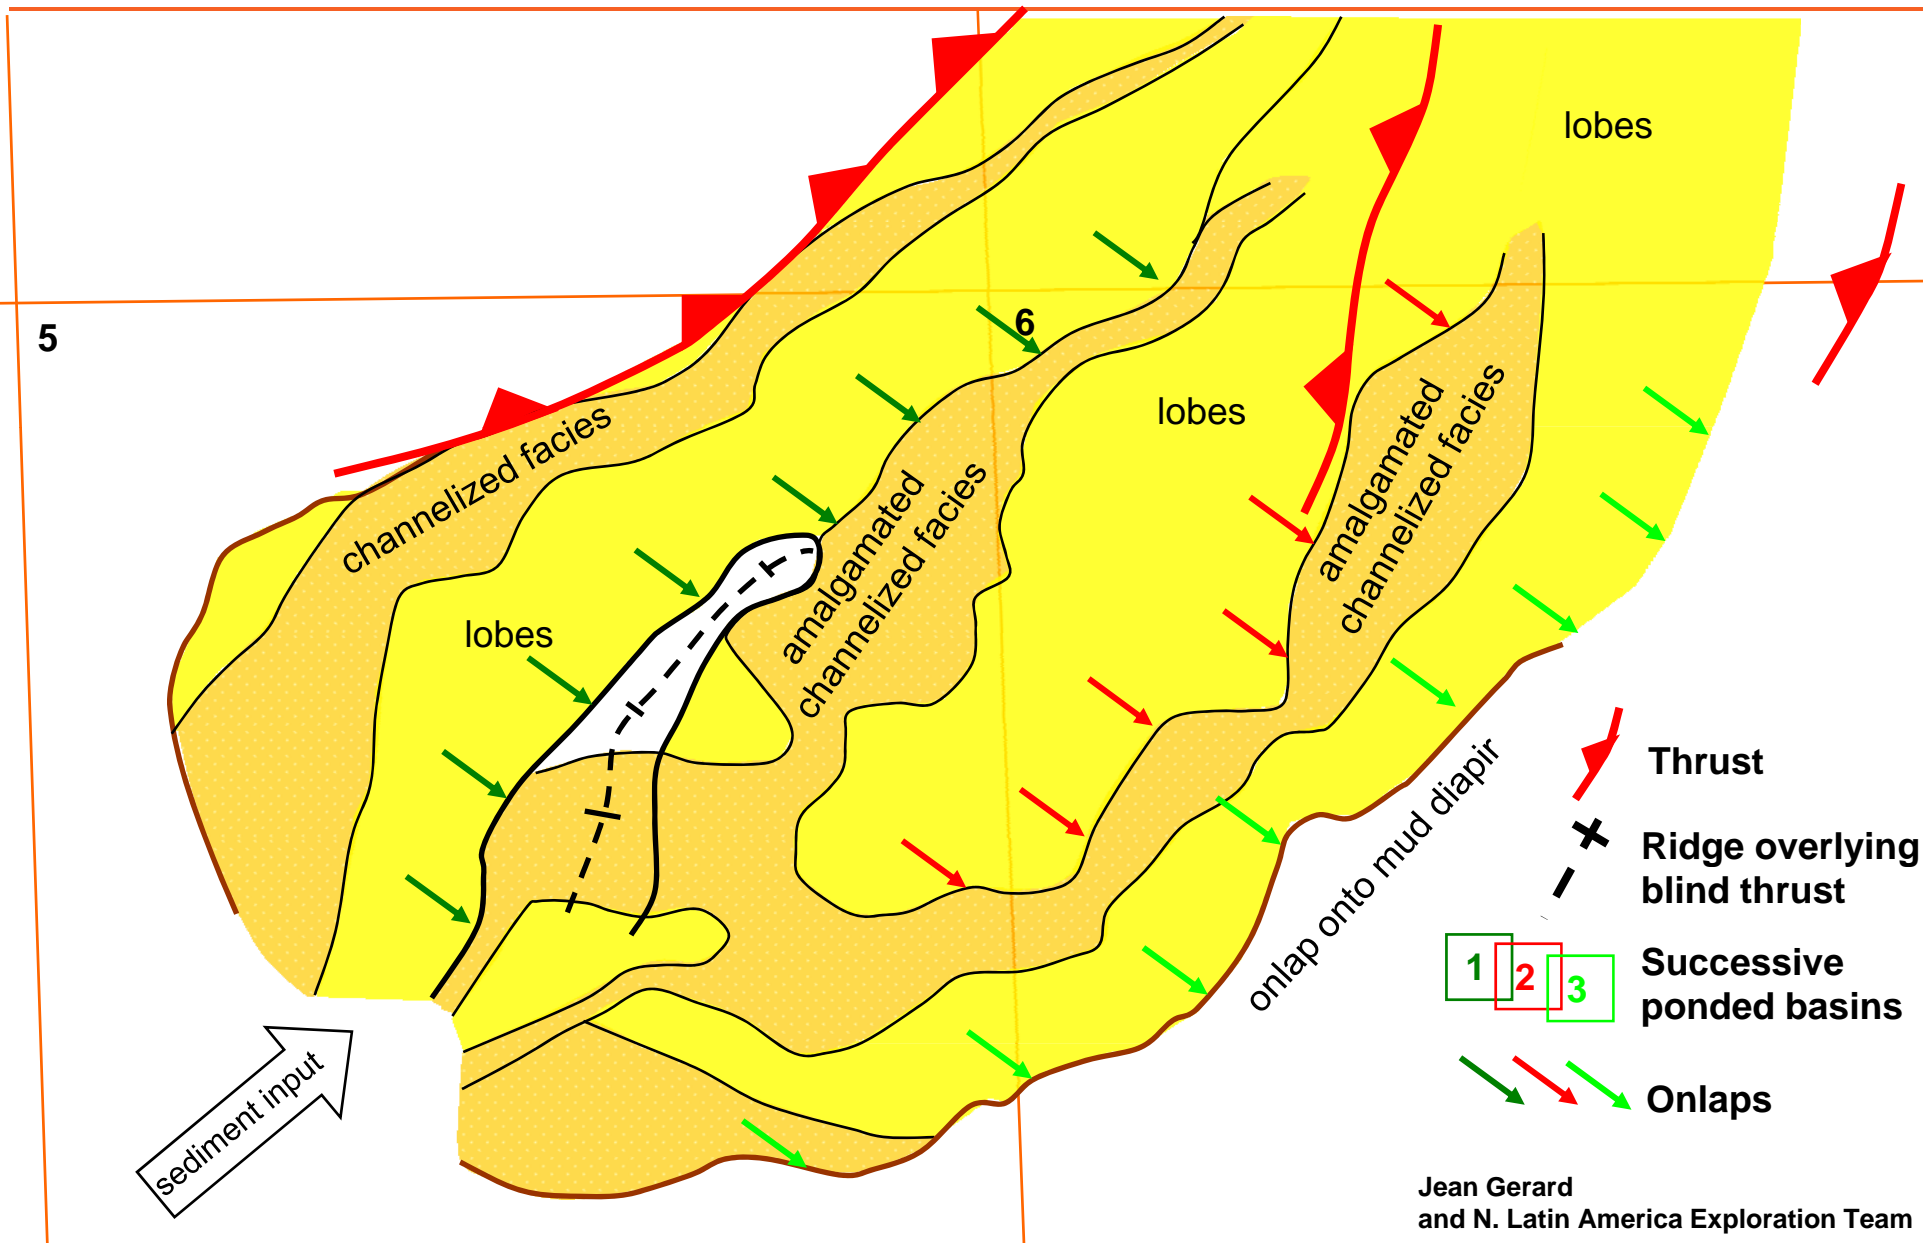 lobes
5
6
lobes
channelized facies
amalgamated
channelized facies
amalgamated
channelized facies
lobes
onlap onto mud diapir
sediment input
Thrust
Ridge overlying
blind thrust
1 2 3
Successive
ponded basins
Onlaps
Jean Gerard
and N. Latin America Exploration Team